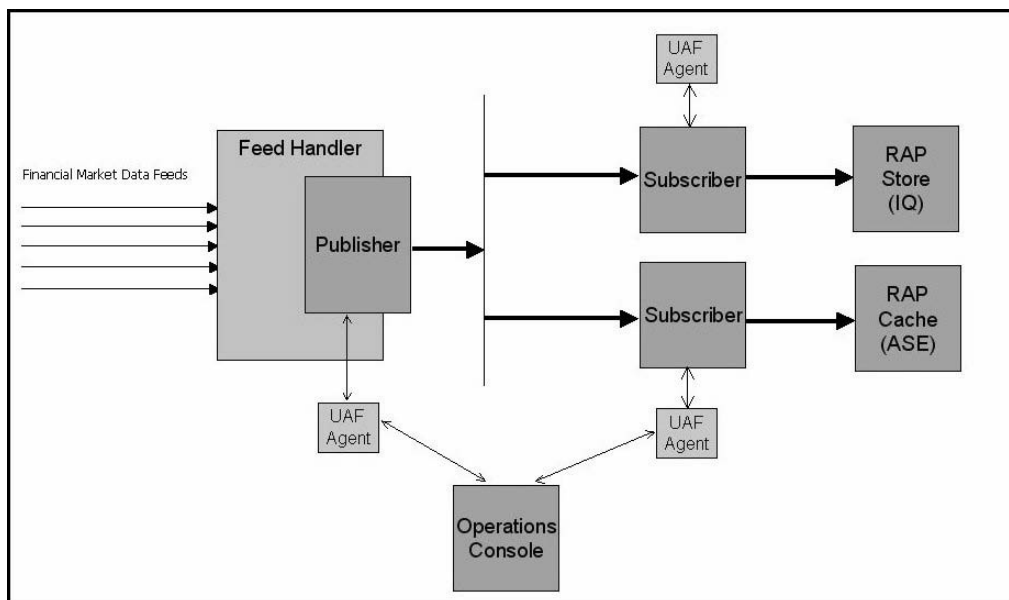 UAF
Agent
Feed Handler
Financial Market Data Feeds
Publisher
Subscriber
RAP
Store
(IQ)
Subscriber
RAP
Cache
(ASE)
UAF
Agent
UAF
Agent
Operations
Console